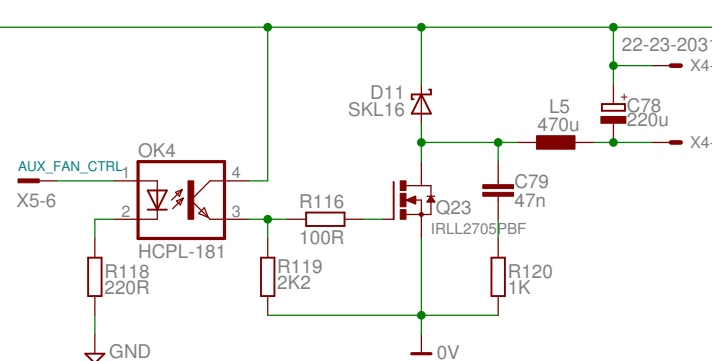 22-23-203
X4-
D11
SKL16
L5
470u
+
C78
220u
OK4
AUX_FAN_CTRL
1
4
X4-
X5-6
C79
47n
2
3
R116
Q23
IRLL2705PBF
100R
HCPL-181
R118
220R
R119
2K2
R120
1K
GND
0V